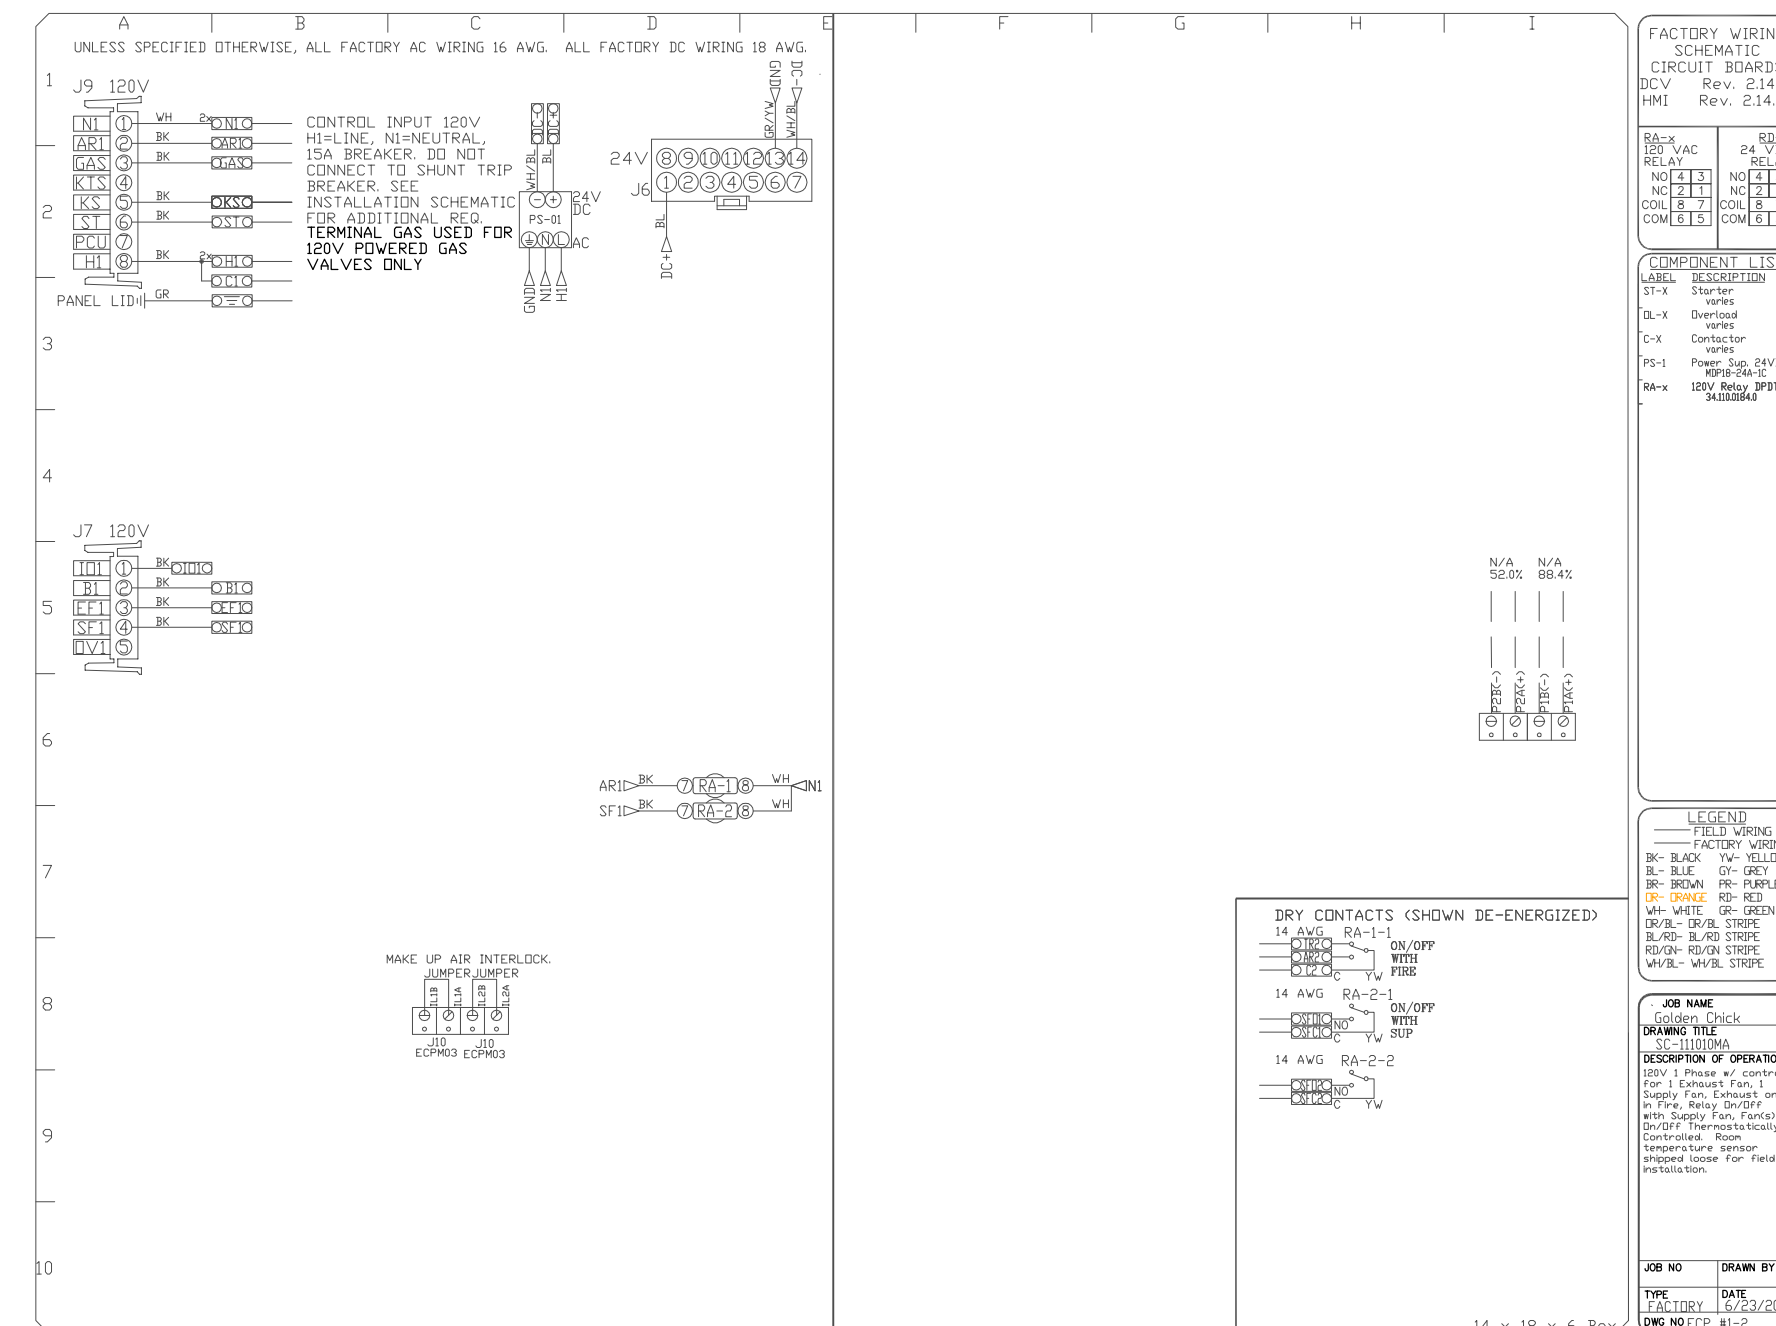 A B C D E F G H I
UNLESS SPECIFIED OTHERWISE, ALL FACTORY AC WIRING 16 AWG. ALL FACTORY DC WIRING 18 AWG.
1
2
3
4
5
6
7
8
9
10
J9 120V
N1 1 WH 2x N1
AR1 2 BK AR1
GAS 3 BK GAS
KTS 4
KS 5 BK KS
ST 6 BK ST
PCU 7
H1 8 BK 2x H1
C1
PANEL LID GR
CONTROL INPUT 120V
H1=LINE, N1=NEUTRAL,
15A BREAKER. DO NOT
CONNECT TO SHUNT TRIP
BREAKER. SEE
INSTALLATION SCHEMATIC
FOR ADDITIONAL REQ.
TERMINAL GAS USED FOR
120V POWERED GAS
VALVES ONLY
DC- DC+
WH/BL BL
- + 24V
DC
PS-01
N L AC
GND N1 H1
GND DC-
GR/YW WH/BL
24V 8 9 10 11 12 13 14
J6 1 2 3 4 5 6 7
BL
DC+
J7 120V
IO1 1 BK IO1
B1 2 BK B1
EF1 3 BK EF1
SF1 4 BK SF1
OV1 5
N/A N/A
52.0% 88.4%
P2B(-) P2A(+) P1B(-) P1A(+)
AR1 BK 7 RA-1 8 WH N1
SF1 BK 7 RA-2 8 WH
MAKE UP AIR INTERLOCK.
JUMPER JUMPER
IL1B IL1A IL2B IL2A
J10 J10
ECPM03 ECPM03
DRY CONTACTS (SHOWN DE-ENERGIZED)
14 AWG RA-1-1
TR2 ON/OFF
AR2 WITH
C2 C YW FIRE
14 AWG RA-2-1
ON/OFF
SFO1 NO WITH
SFC1 C YW SUP
14 AWG RA-2-2
SFO2 NO
SFC2 C YW
14 x 18 x 6 Box
FACTORY WIRIN
SCHEMATIC
CIRCUIT BOARD
DCV Rev. 2.14
HMI Rev. 2.14.
RA-x RD
120 VAC 24 V
RELAY REL
NO 4 3 NO 4
NC 2 1 NC 2
COIL 8 7 COIL 8
COM 6 5 COM 6
COMPONENT LIS
LABEL DESCRIPTION
ST-X Starter
varies
OL-X Overload
varies
C-X Contactor
varies
PS-1 Power Sup. 24V
MDP18-24A-1C
RA-x 120V Relay DPDT
34.110.0184.0
LEGEND
FIELD WIRING
FACTORY WIRIN
BK- BLACK YW- YELLO
BL- BLUE GY- GREY
BR- BROWN PR- PURPLE
OR- ORANGE RD- RED
WH- WHITE GR- GREEN
OR/BL- OR/BL STRIPE
BL/RD- BL/RD STRIPE
RD/GN- RD/GN STRIPE
WH/BL- WH/BL STRIPE
JOB NAME
Golden Chick
DRAWING TITLE
SC-111010MA
DESCRIPTION OF OPERATIO
120V 1 Phase w/ contro
for 1 Exhaust Fan, 1
Supply Fan, Exhaust on
in Fire, Relay On/Off
with Supply Fan, Fan(s)
On/Off Thermostatically
Controlled. Room
temperature sensor
shipped loose for field
installation.
JOB NO DRAWN BY
TYPE DATE
FACTORY 6/23/20
DWG NO ECP #1-2